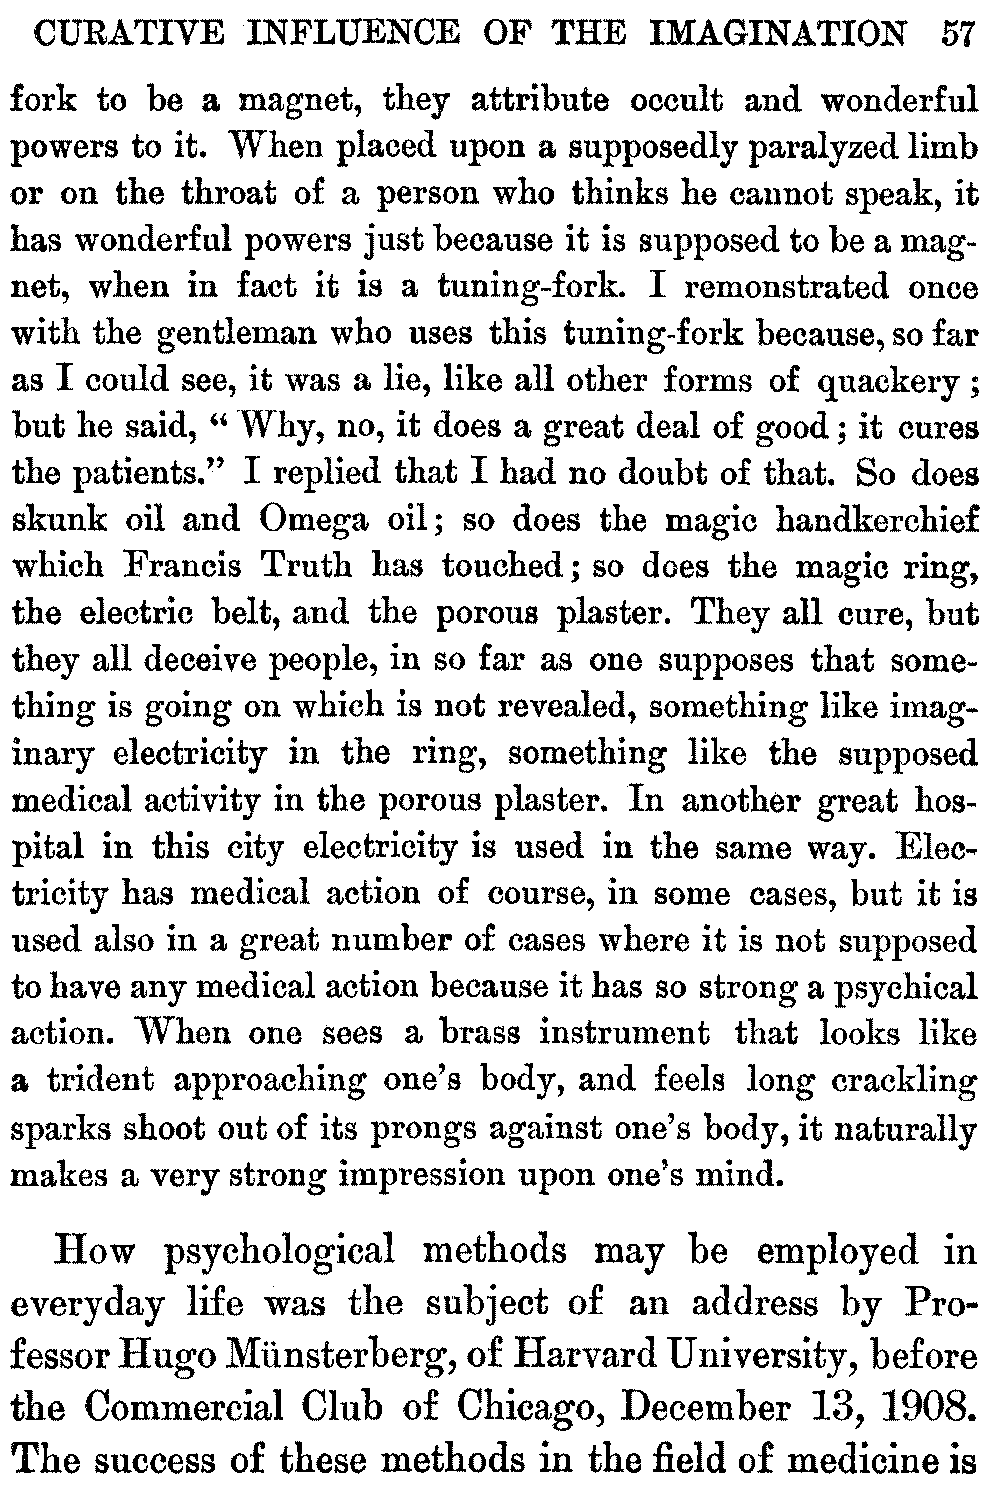 CURATIVE INFLUENCE OF THE IMAGINATION 57
fork to be a magnet, they attribute occult and wonderful
powers to it. When placed upon a supposedly paralyzed limb
or on the throat of a person who thinks he cannot speak, it
has wonderful powers just because it is supposed to be a mag-
net, when in fact it is a tuning-fork. I remonstrated once
with the gentleman who uses this tuning-fork because, so far
as I could see, it was a lie, like all other forms of quackery ;
but he said, “ Why, no, it does a great deal of good ; it cures
the patients.” I replied that I had no doubt of that. So does
skunk oil and Omega oil ; so does the magic handkerchief
which Francis Truth has touched ; so does the magic ring,
the electric belt, and the porous plaster. They all cure, but
they all deceive people, in so far as one supposes that some-
thing is going on which is not revealed, something like imag-
inary electricity in the ring, something like the supposed
medical activity in the porous plaster. In another great hos-
pital in this city electricity is used in the same way. Elec-
tricity has medical action of course, in some cases, but it is
used also in a great number of cases where it is not supposed
to have any medical action because it has so strong a psychical
action. When one sees a brass instrument that looks like
a trident approaching one’s body, and feels long crackling
sparks shoot out of its prongs against one’s body, it naturally
makes a very strong impression upon one’s mind.
How psychological methods may be employed in
everyday life was the subject of an address by Pro-
fessor Hugo Münsterberg, of Harvard University, before
the Commercial Club of Chicago, December 13, 1908.
The success of these methods in the field of medicine is